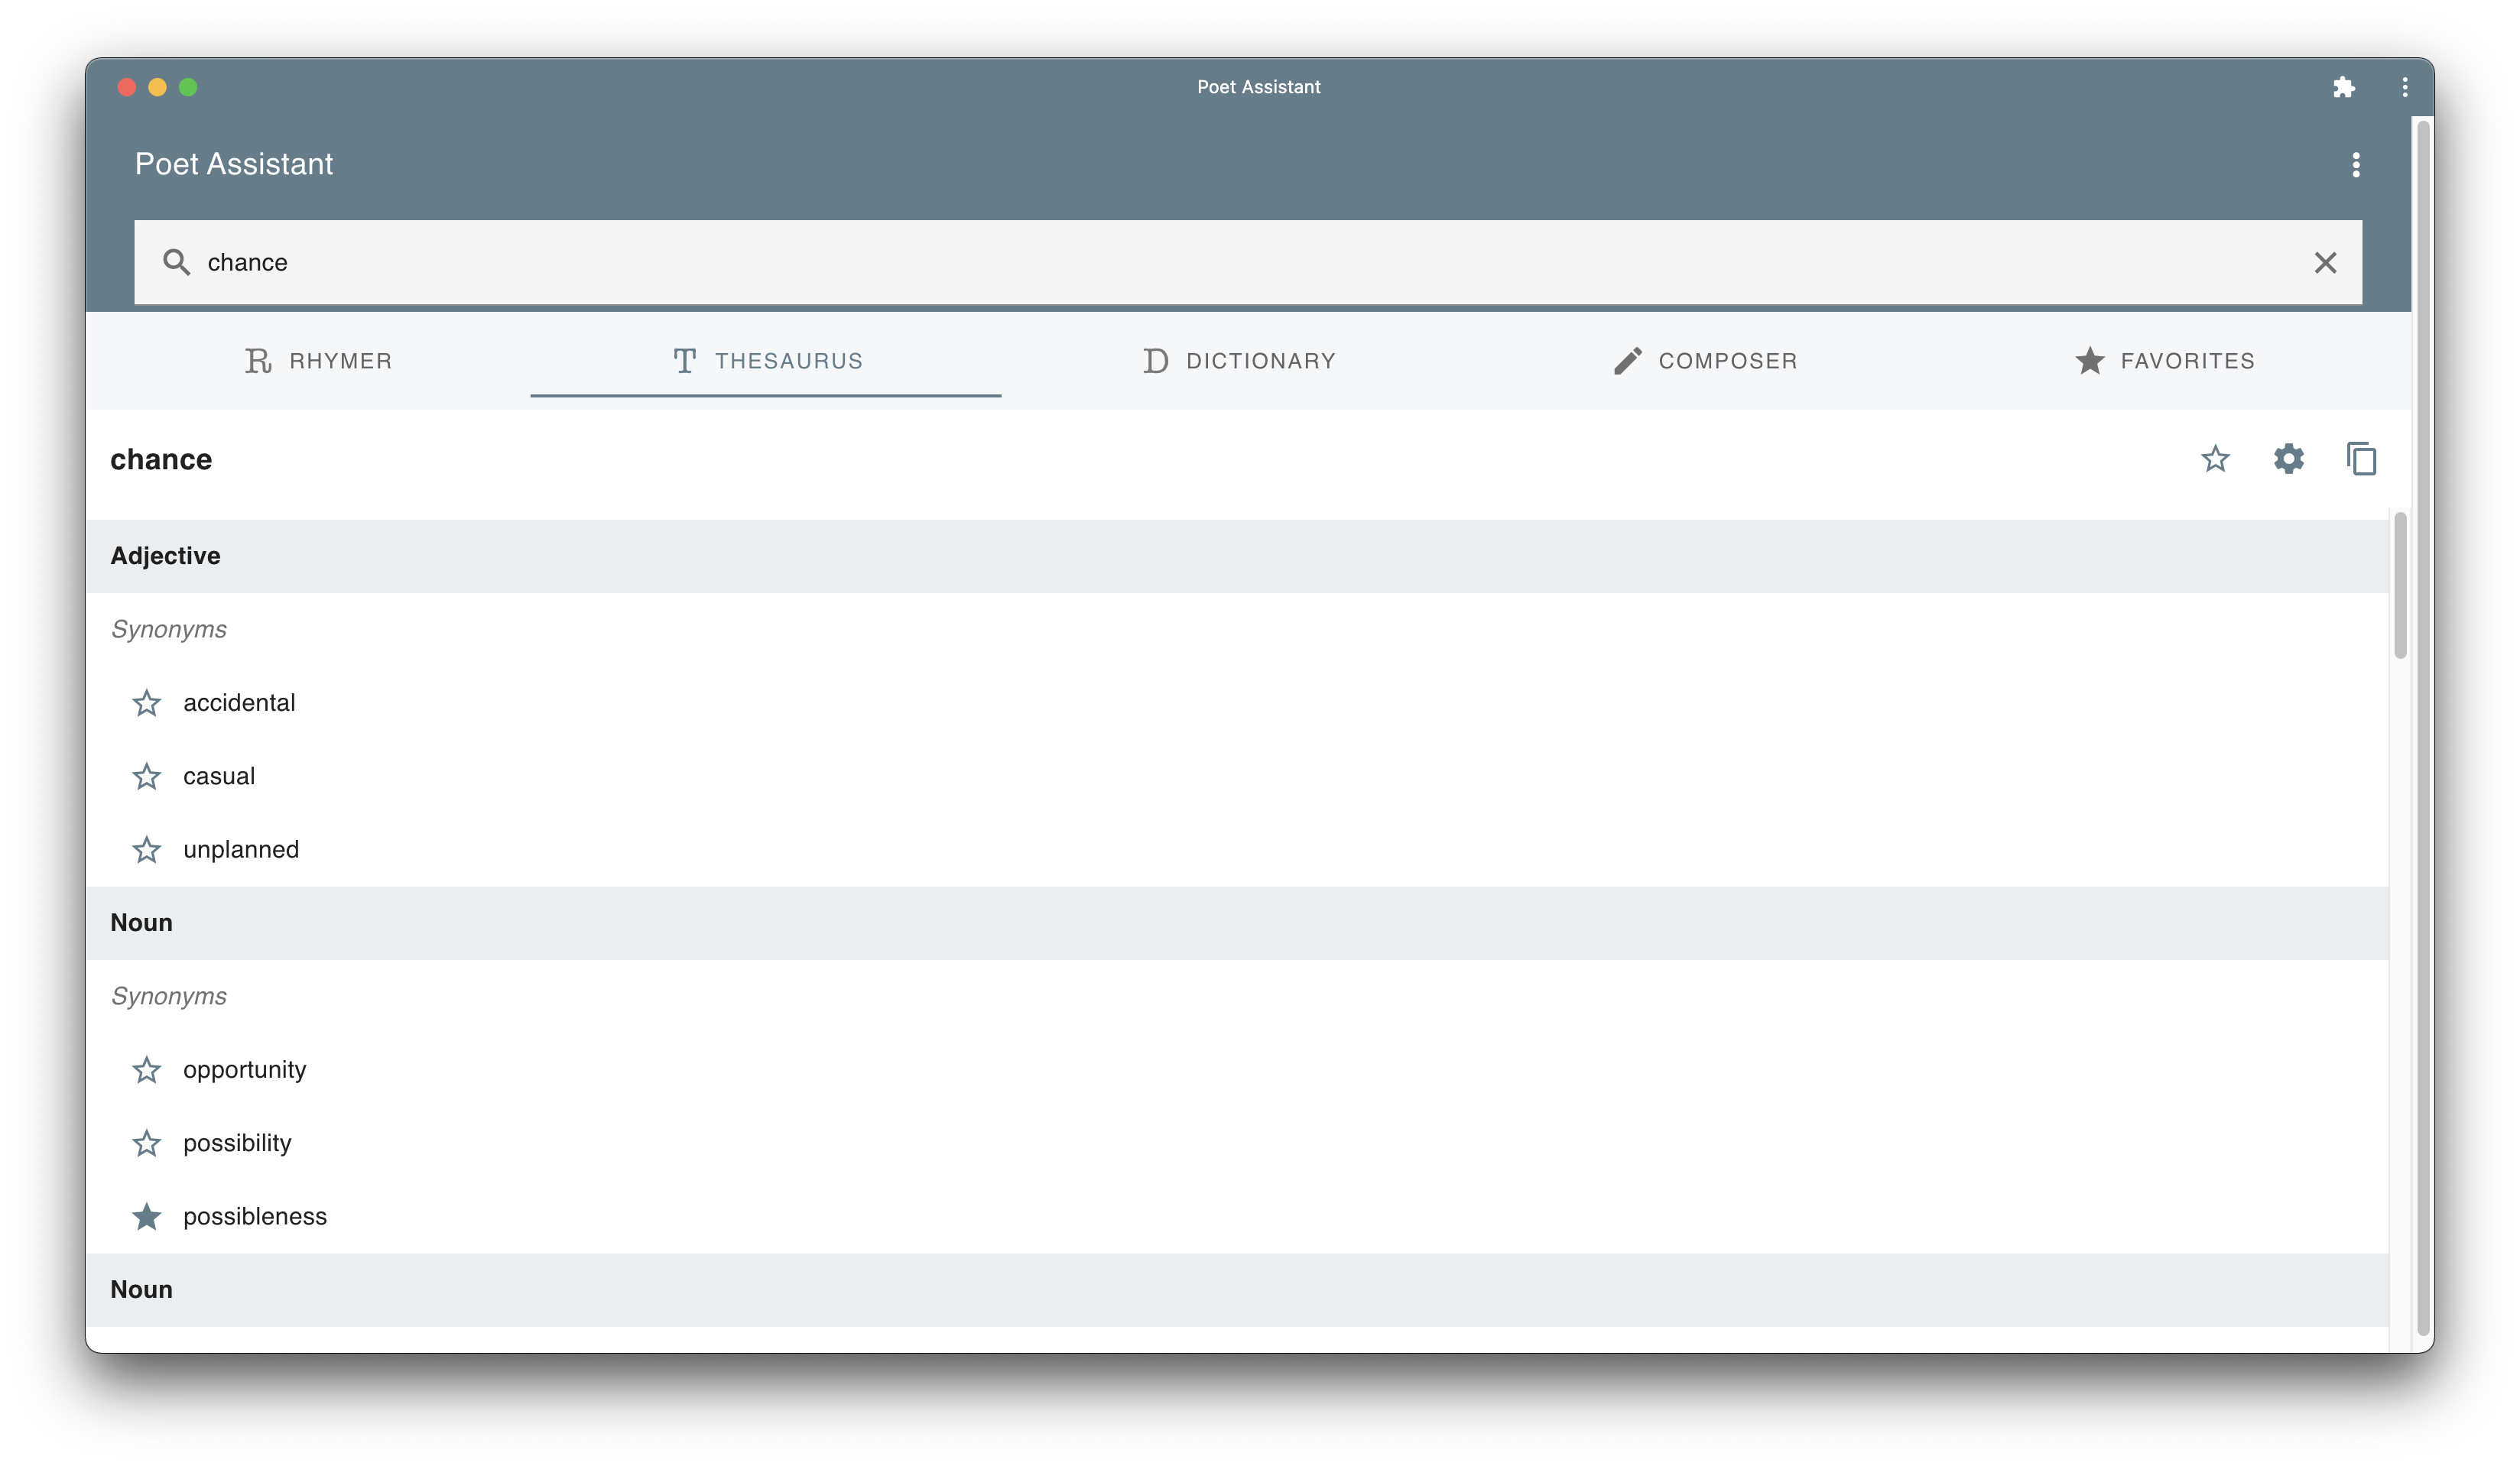 Poet Assistant
Poet Assistant
chance
RHYMER
THESAURUS
DICTIONARY
COMPOSER
FAVORITES
chance
Adjective
Synonyms
accidental
casual
unplanned
Noun
Synonyms
opportunity
possibility
possibleness
Noun